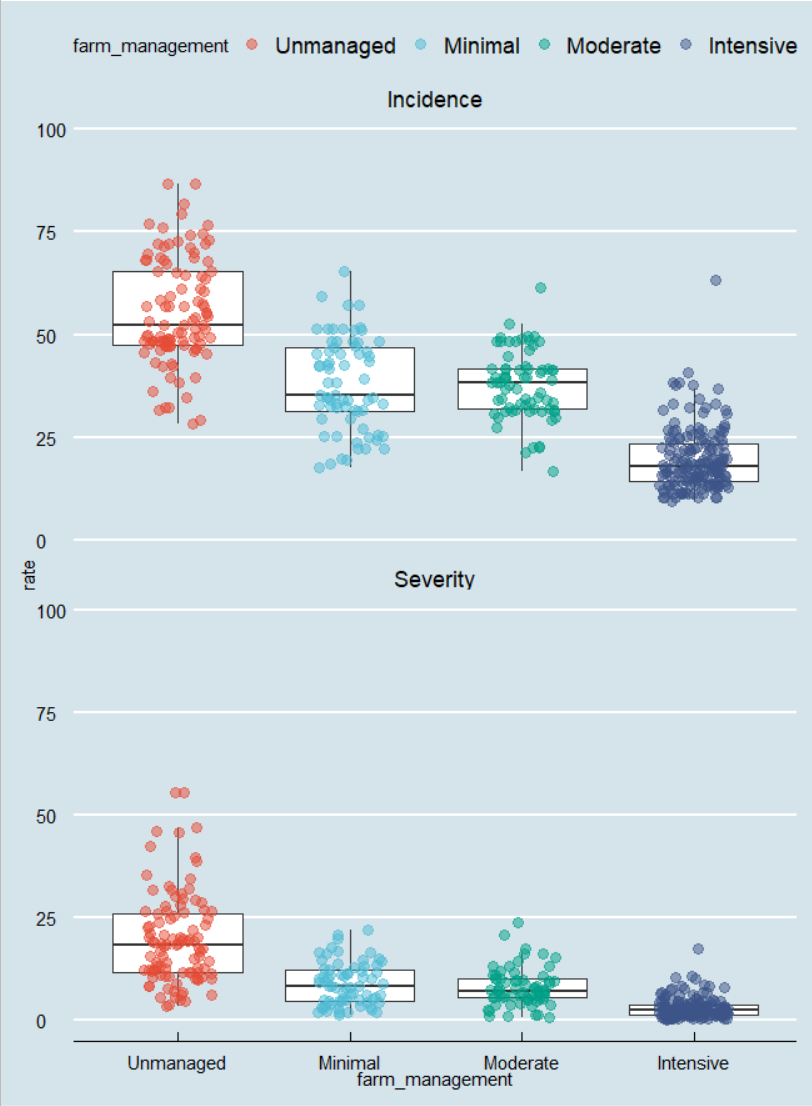 farm_management Unmanaged Minimal Moderate Intensive
Incidence
100
75
50
25
0
rate
Severity
100
75
50
25
0
Unmanaged Minimal Moderate Intensive
farm_management